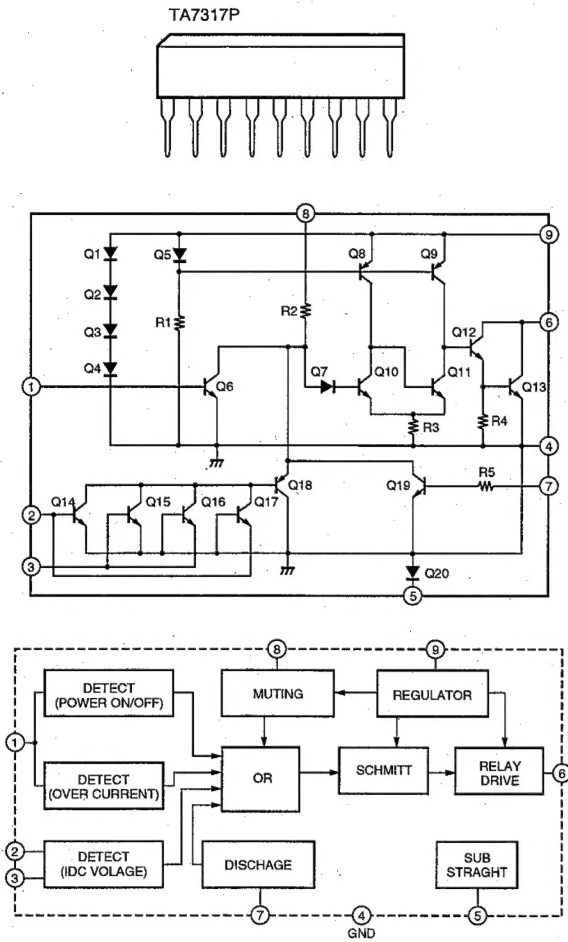 TA7317P
8
9
Q1
Q5
Q8
Q9
Q2
R1
R2
Q12
6
Q3
Q4
Q7
Q10
Q11
Q13
1
Q6
R3
R4
4
Q14
Q15
Q16
Q17
Q18
Q19
R5
7
2
3
Q20
5
8
9
DETECT
(POWER ON/OFF)
MUTING
REGULATOR
1
DETECT
(OVER CURRENT)
OR
SCHMITT
RELAY
DRIVE
6
2
3
DETECT
(IDC VOLAGE)
DISCHAGE
SUB
STRAGHT
7
4
GND
5